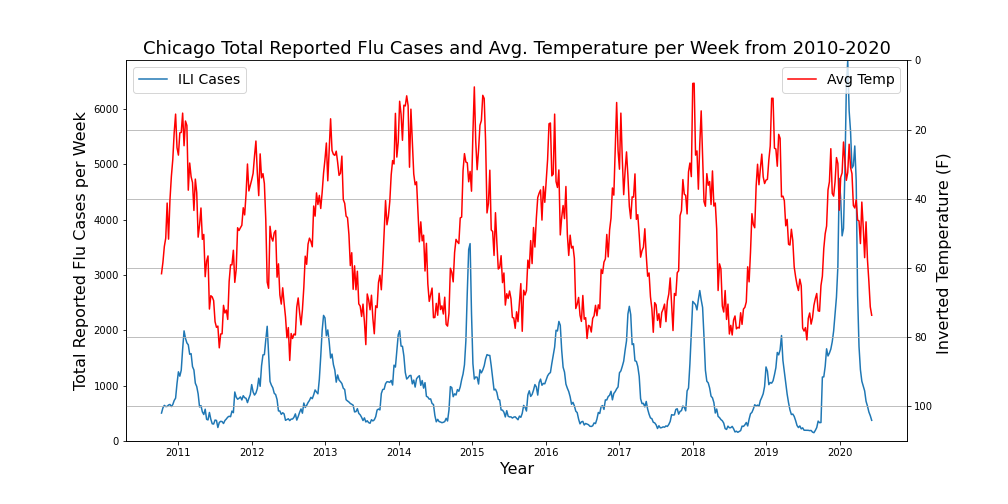 Chicago Total Reported Flu Cases and Avg. Temperature per Week from 2010-2020
ILI Cases
Avg Temp
Total Reported Flu Cases per Week
6000
5000
4000
3000
2000
1000
0
0
20
40
60
80
100
Inverted Temperature (F)
2011 2012 2013 2014 2015 2016 2017 2018 2019 2020
Year